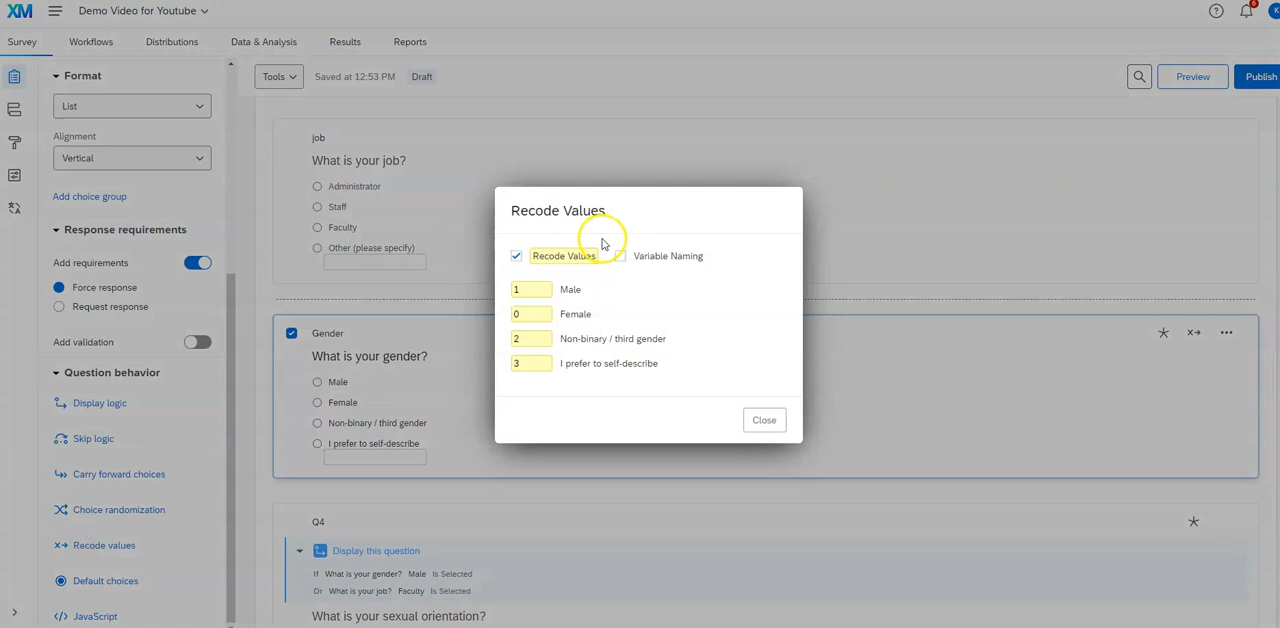 XM Demo Video for Youtube
6
K
Survey Workflows Distributions Data & Analysis Results Reports
Format
List
Alignment
Vertical
Add choice group
Response requirements
Add requirements
Force response
Request response
Add validation
Question behavior
Display logic
Skip logic
Carry forward choices
Choice randomization
Recode values
Default choices
JavaScript
Tools Saved at 12:53 PM Draft Preview Publish
job
What is your job?
Administrator
Staff
Faculty
Other (please specify)
Recode Values
Recode Values Variable Naming
1 Male
0 Female
2 Non-binary / third gender
3 I prefer to self-describe
Close
Gender
What is your gender?
Male
Female
Non-binary / third gender
I prefer to self-describe
Q4
Display this question
If What is your gender? Male Is Selected
Or What is your job? Faculty Is Selected
What is your sexual orientation?